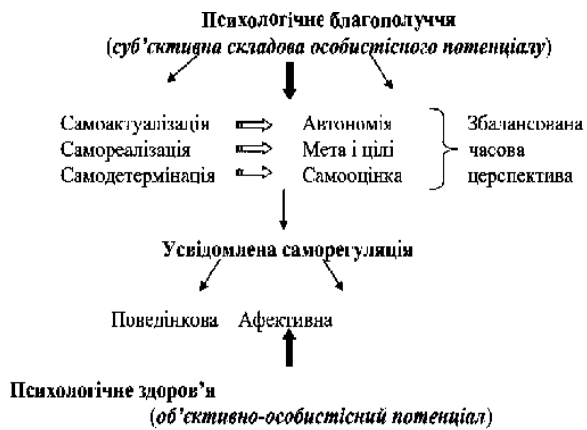 Психологічне благополуччя
(суб’єктивна складова особистісного потенціалу)
Самоактуалізація Автономія Збалансована
Самореалізація Мета і цілі часова
Самодетермінація Самооцінка перспектива
Усвідомлена саморегуляція
Поведінкова Афективна
Психологічне здоров’я
(об’єктивно-особистісний потенціал)